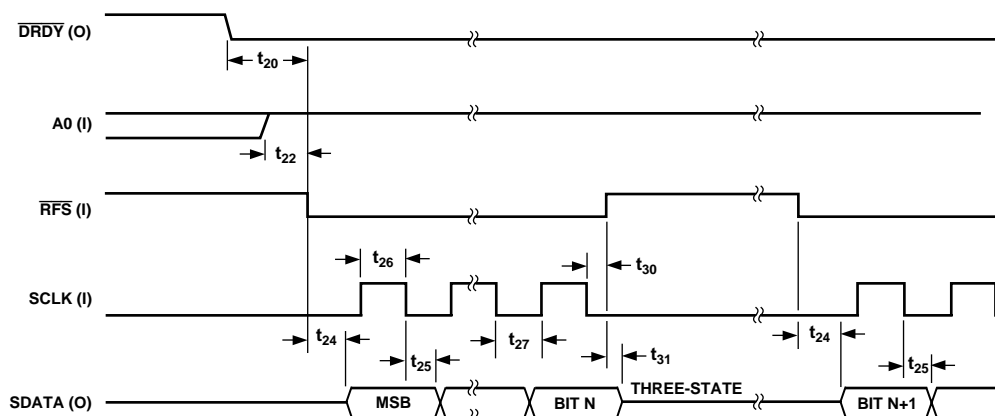 DRDY (O)
t20
A0 (I)
t22
RFS (I)
t26
t30
SCLK (I)
t24
t25
t27
t31
t24
t25
THREE-STATE
SDATA (O)
MSB
BIT N
BIT N+1